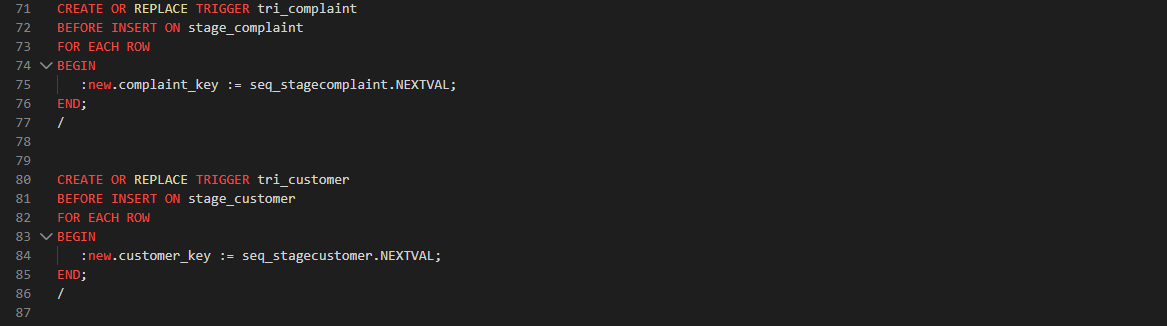 71 CREATE OR REPLACE TRIGGER tri_complaint
72 BEFORE INSERT ON stage_complaint
73 FOR EACH ROW
74 BEGIN
75 :new.complaint_key := seq_stagecomplaint.NEXTVAL;
76 END;
77 /
78
79
80 CREATE OR REPLACE TRIGGER tri_customer
81 BEFORE INSERT ON stage_customer
82 FOR EACH ROW
83 BEGIN
84 :new.customer_key := seq_stagecustomer.NEXTVAL;
85 END;
86 /
87